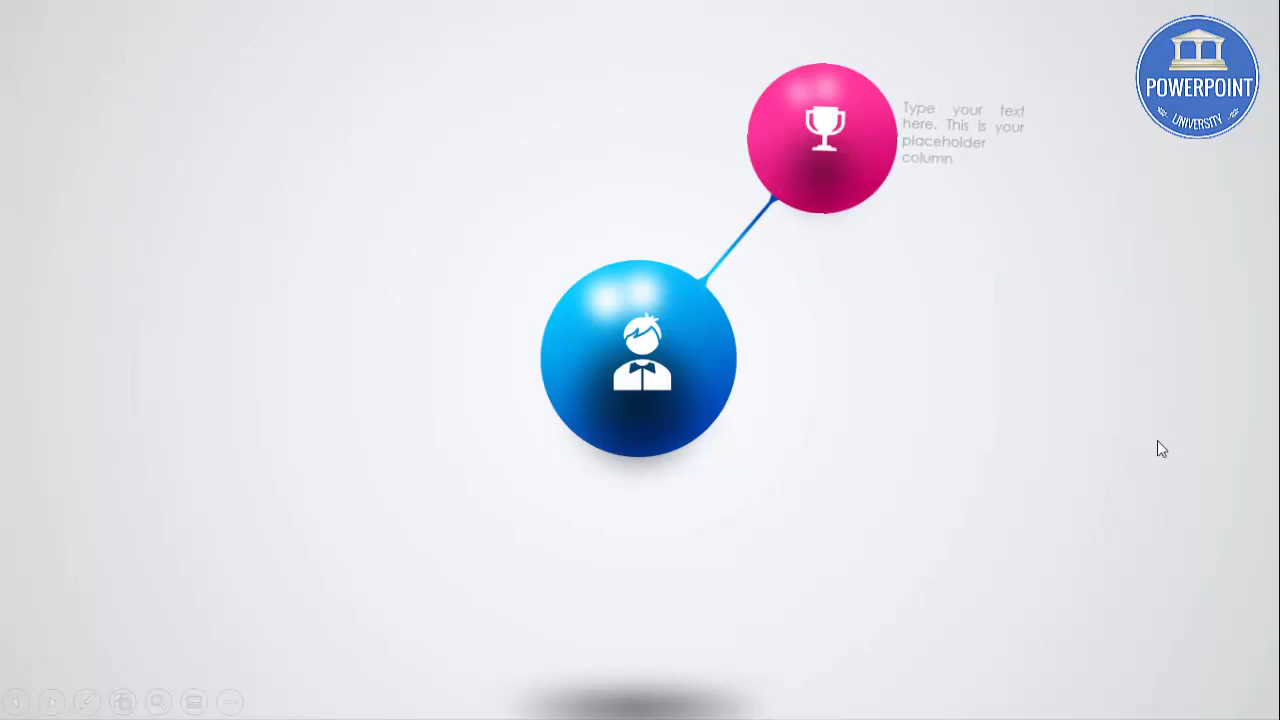 POWERPOINT
UNIVERSITY
Type your text
here. This is your
placeholder
column